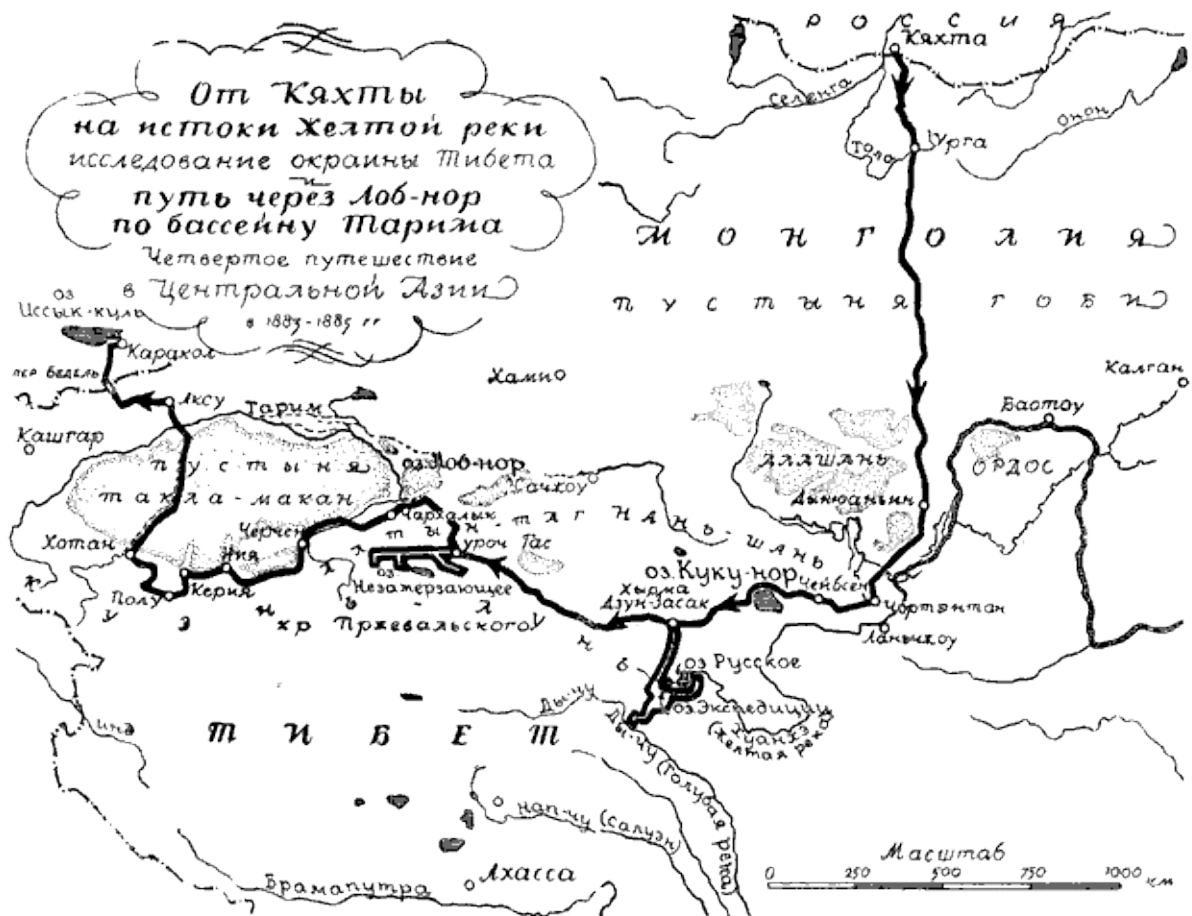 От Кяхты
на истоки Желтой реки
исследование окраины Тибета
и
путь через Лоб-нор
по бассейну Тарима
Четвертое путешествие
в Центральной Азии
в 1883-1885 гг
РОССИЯ
Кяхта
Селенга
Онон
Тола
Урга
МОНГОЛИЯ
ПУСТЫНЯ ГОБИ
оз
Иссык-куль
Каракол
пер Бедель
Аксу
Кашгар
Тарим
Хами
Калган
Баотоу
ОРДОС
АЛАШАНЬ
Дынюаньин
пустыня
такла-макан
оз. Лоб-нор
Сачжоу
Чархалык
Черчен
Хотан
Ния
Керия
Полу
уроч Гас
НАНЬ-ШАНЬ
оз
Незамерзающее
хр Пржевальского
оз. Куку-нор
Чейбсен
Хырма
Дзун-Засак
Чортэнтан
Ланьчжоу
оз Русское
оз. Экспедиции
Хуанхэ
(Желтая река)
Ды-чу
Ды-чу (Голубая река)
Инд
ТИБЕТ
Нап-чу (Салуэн)
Лхасса
Брамапутра
Масштаб
0 250 500 750 1000 км